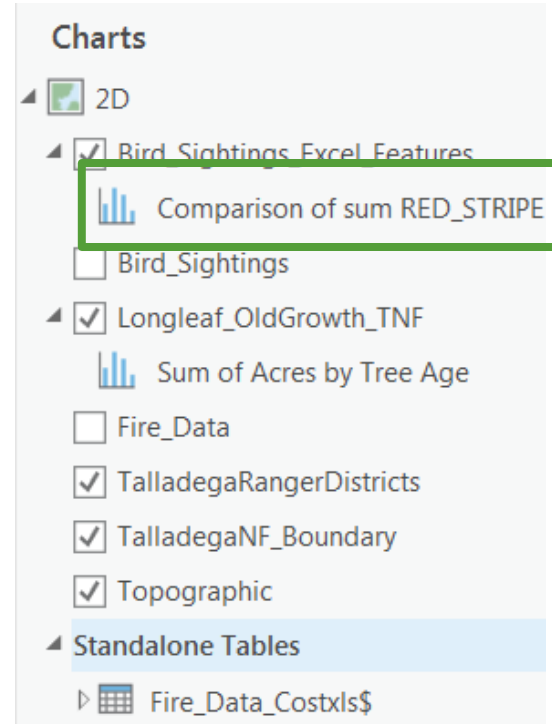 Charts
2D
Bird_Sightings_Excel_Features
Comparison of sum RED_STRIPE
Bird_Sightings
Longleaf_OldGrowth_TNF
Sum of Acres by Tree Age
Fire_Data
TalladegaRangerDistricts
TalladegaNF_Boundary
Topographic
Standalone Tables
Fire_Data_Costxls$